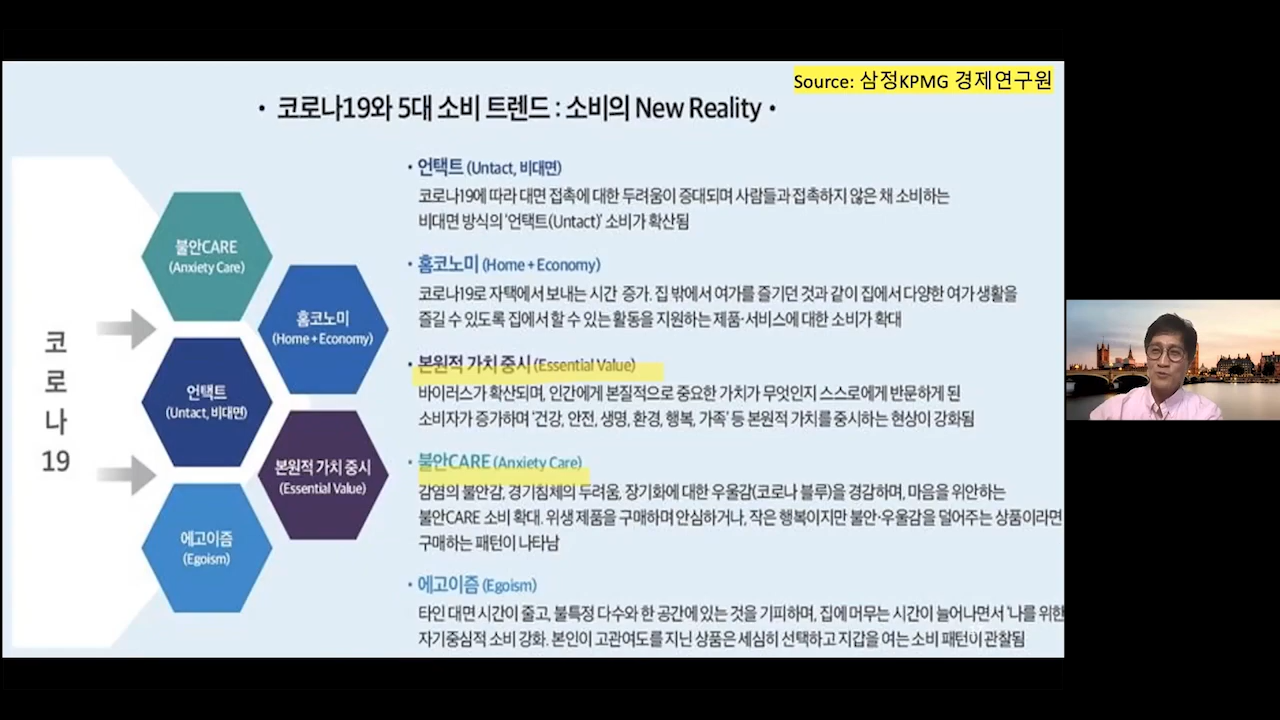 Source: 삼정KPMG 경제연구원
• 코로나19와 5대 소비 트렌드 : 소비의 New Reality •
코로나19
불안CARE
(Anxiety Care)
홈코노미
(Home + Economy)
언택트
(Untact, 비대면)
본원적 가치 중시
(Essential Value)
에고이즘
(Egoism)
• 언택트 (Untact, 비대면)
코로나19에 따라 대면 접촉에 대한 두려움이 증대되며 사람들과 접촉하지 않은 채 소비하는
비대면 방식의 '언택트(Untact)' 소비가 확산됨
• 홈코노미 (Home + Economy)
코로나19로 자택에서 보내는 시간 증가. 집 밖에서 여가를 즐기던 것과 같이 집에서 다양한 여가 생활을
즐길 수 있도록 집에서 할 수 있는 활동을 지원하는 제품·서비스에 대한 소비가 확대
• 본원적 가치 중시 (Essential Value)
바이러스가 확산되며, 인간에게 본질적으로 중요한 가치가 무엇인지 스스로에게 반문하게 된
소비자가 증가하며 '건강, 안전, 생명, 환경, 행복, 가족' 등 본원적 가치를 중시하는 현상이 강화됨
• 불안CARE (Anxiety Care)
감염의 불안감, 경기침체의 두려움, 장기화에 대한 우울감(코로나 블루)을 경감하며, 마음을 위안하는
불안CARE 소비 확대. 위생 제품을 구매하며 안심하거나, 작은 행복이지만 불안·우울감을 덜어주는 상품이라면
구매하는 패턴이 나타남
• 에고이즘 (Egoism)
타인 대면 시간이 줄고, 불특정 다수와 한 공간에 있는 것을 기피하며, 집에 머무는 시간이 늘어나면서 '나를 위한
자기중심적 소비 강화. 본인이 고관여도를 지닌 상품은 세심히 선택하고 지갑을 여는 소비 패턴이 관찰됨